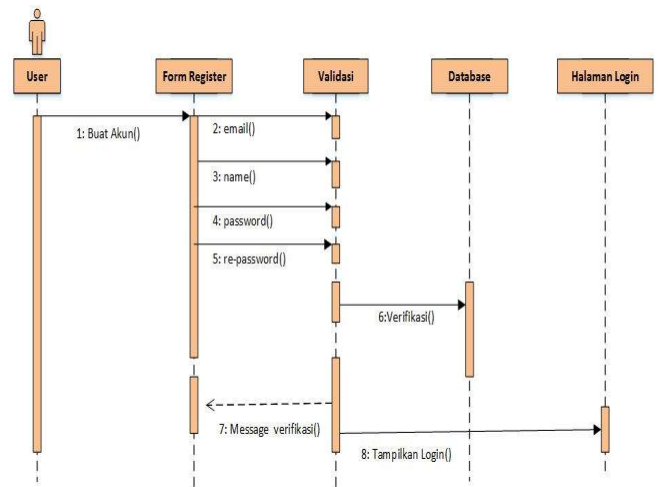 User
Form Register
Validasi
Database
Halaman Login
1: Buat Akun()
2: email()
3: name()
4: password()
5: re-password()
6:Verifikasi()
7: Message verifikasi()
8: Tampilkan Login()